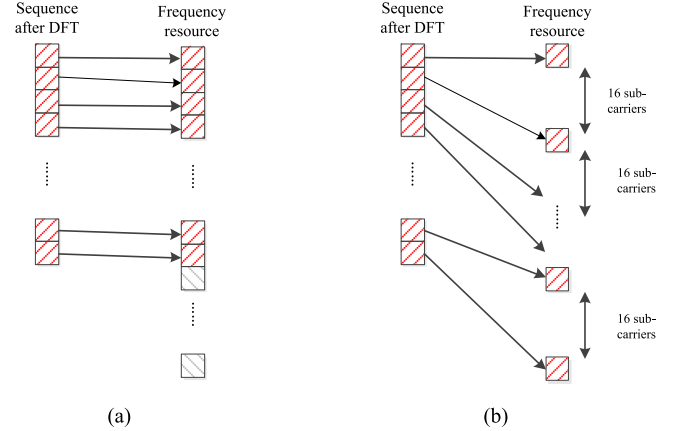 Sequence
after DFT
Frequency
resource
Sequence
after DFT
Frequency
resource
16 sub-
carriers
16 sub-
carriers
16 sub-
carriers
(a)
(b)